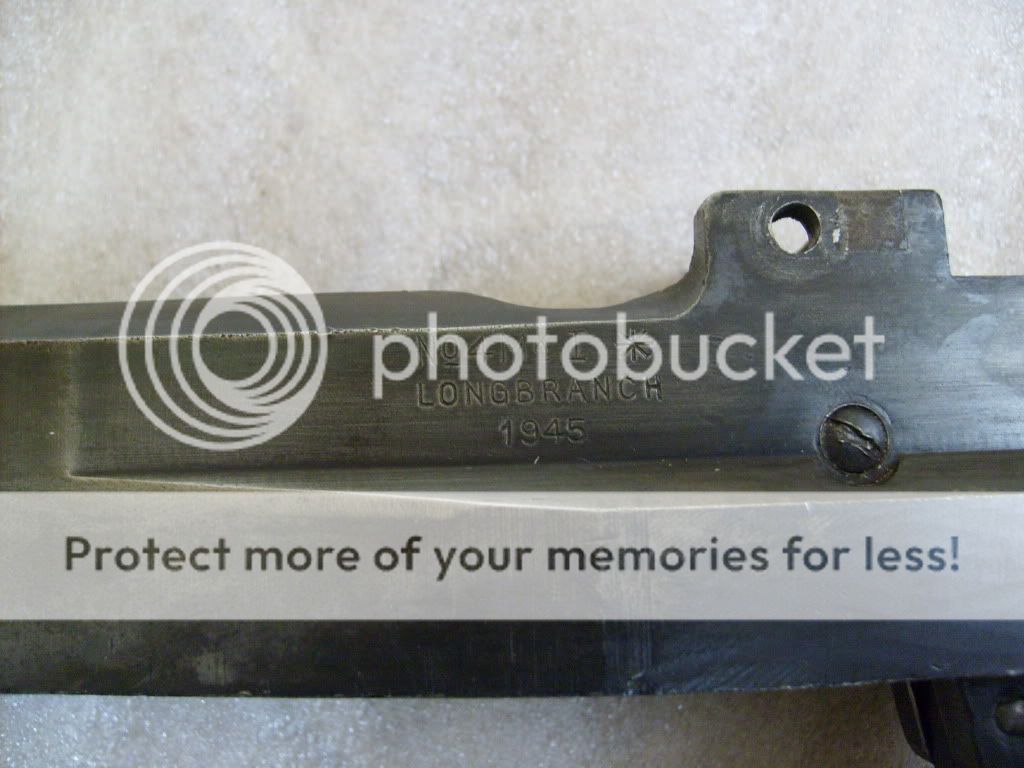 photobucket
LONGBRANCH
1945
Protect more of your memories for less!